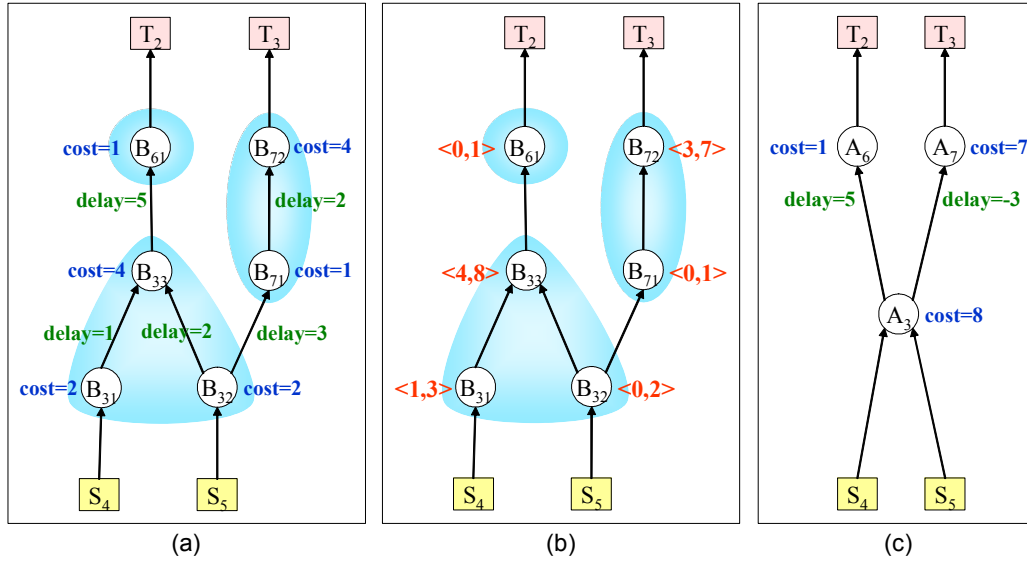 T2 T3
cost=1 B61 B72 cost=4
delay=5 delay=2
cost=4 B33 B71 cost=1
delay=1 delay=2 delay=3
cost=2 B31 B32 cost=2
S4 S5
(a)
T2 T3
<0,1> B61 B72 <3,7>
<4,8> B33 B71 <0,1>
<1,3> B31 B32 <0,2>
S4 S5
(b)
T2 T3
cost=1 A6 A7 cost=7
delay=5 delay=-3
A3 cost=8
S4 S5
(c)